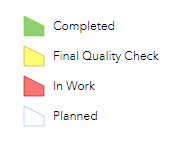 Completed
Final Quality Check
In Work
Planned